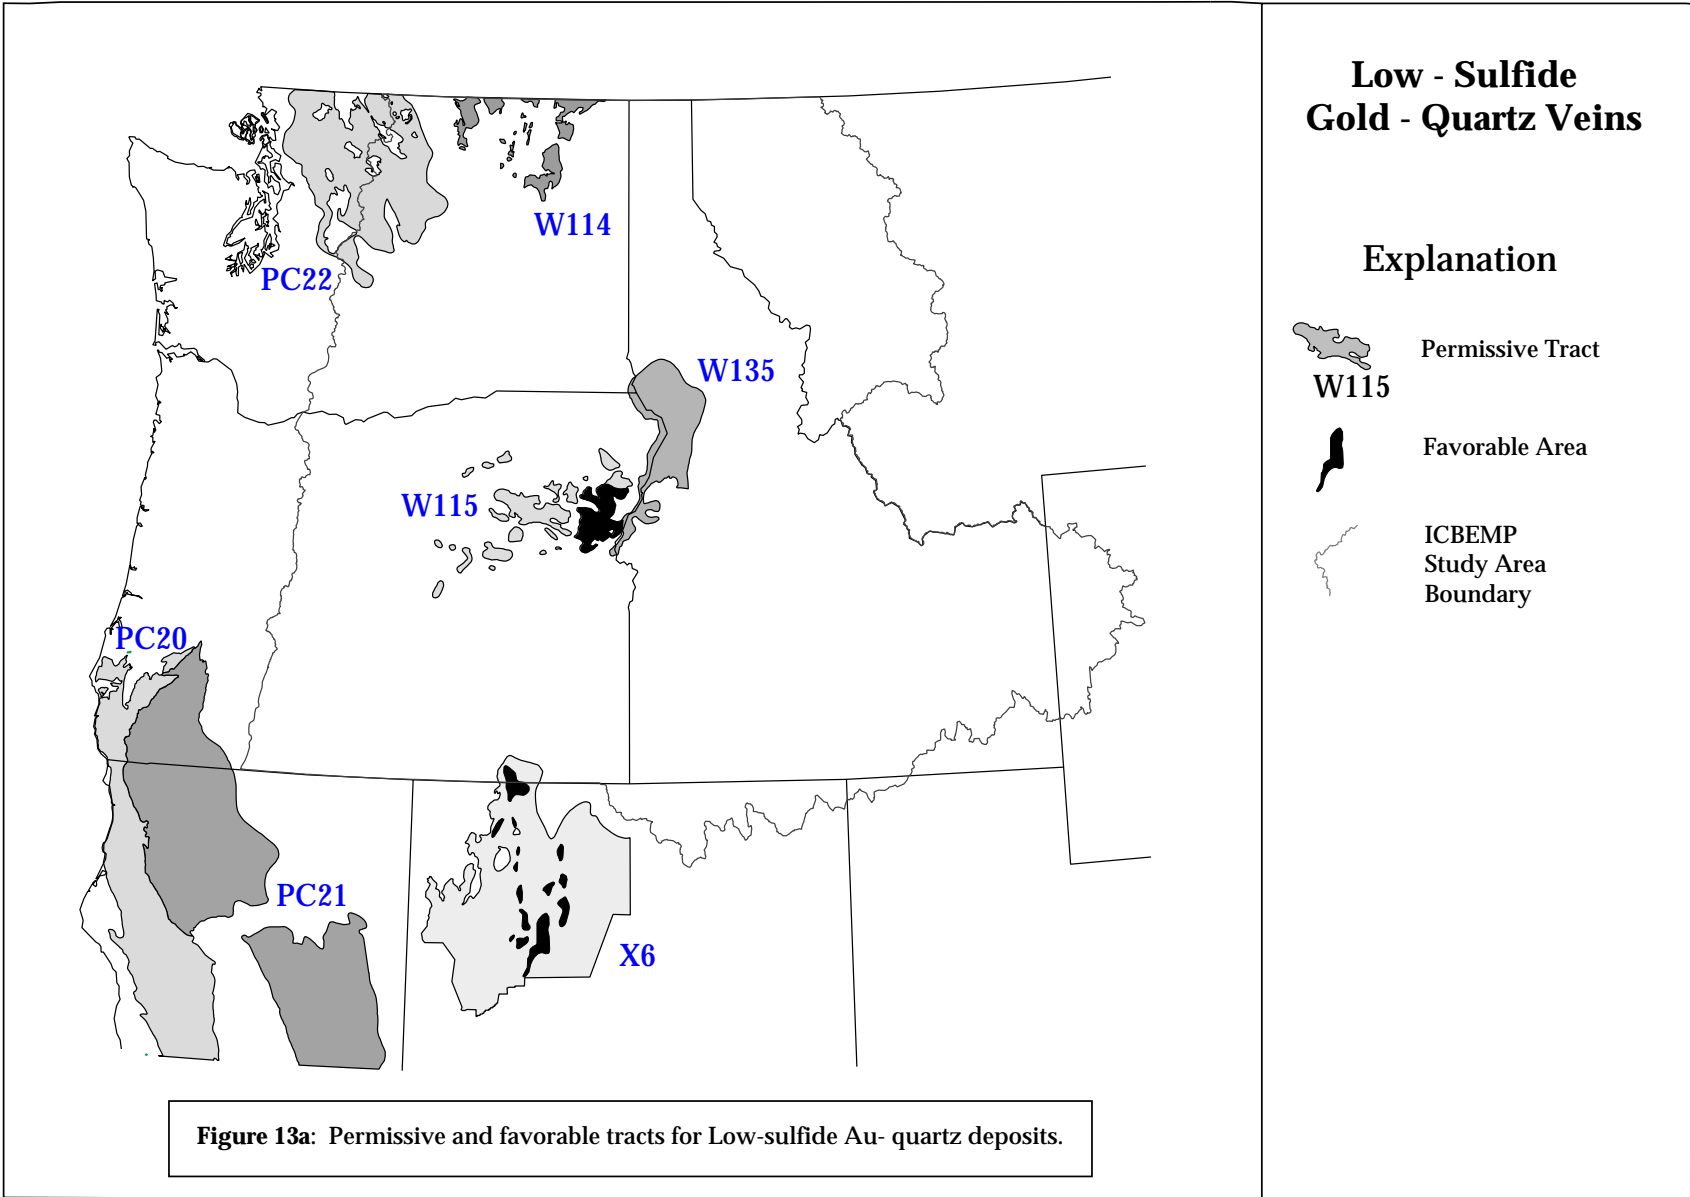 Low - Sulfide
Gold - Quartz Veins
Explanation
Permissive Tract
W115
Favorable Area
ICBEMP
Study Area
Boundary
W114
PC22
W135
W115
PC20
PC21
X6
Figure 13a: Permissive and favorable tracts for Low-sulfide Au- quartz deposits.